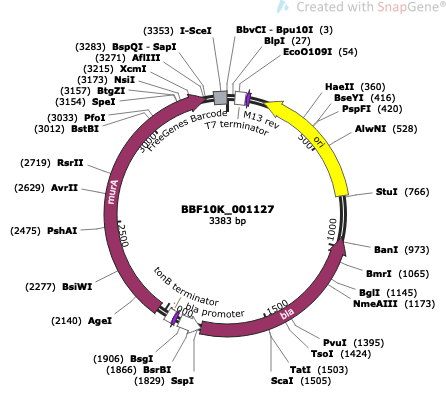 Created with SnapGene®
(3353) I-SceI
BbvCI - Bpu10I (3)
(3283) BspQI - SapI
BlpI (27)
(3271) AflIII
EcoO109I (54)
(3215) XcmI
(3173) NsiI
(3157) BtgZI
(3154) SpeI
(3033) PfoI
(3012) BstBI
(2719) RsrII
(2629) AvrII
(2475) PshAI
(2277) BsiWI
(2140) AgeI
(1906) BsgI
(1866) BsrBI
(1829) SspI
HaeII (360)
BseYI (416)
PspFI (420)
AlwNI (528)
StuI (766)
BanI (973)
BmrI (1065)
BglI (1145)
NmeAIII (1173)
PvuI (1395)
TsoI (1424)
TatI (1503)
ScaI (1505)
FreeGenes Barcode
T7 terminator
M13 rev
ori
murA
bla
tonB terminator
bla promoter
500
1000
1500
2500
3000
BBF10K_001127
3383 bp